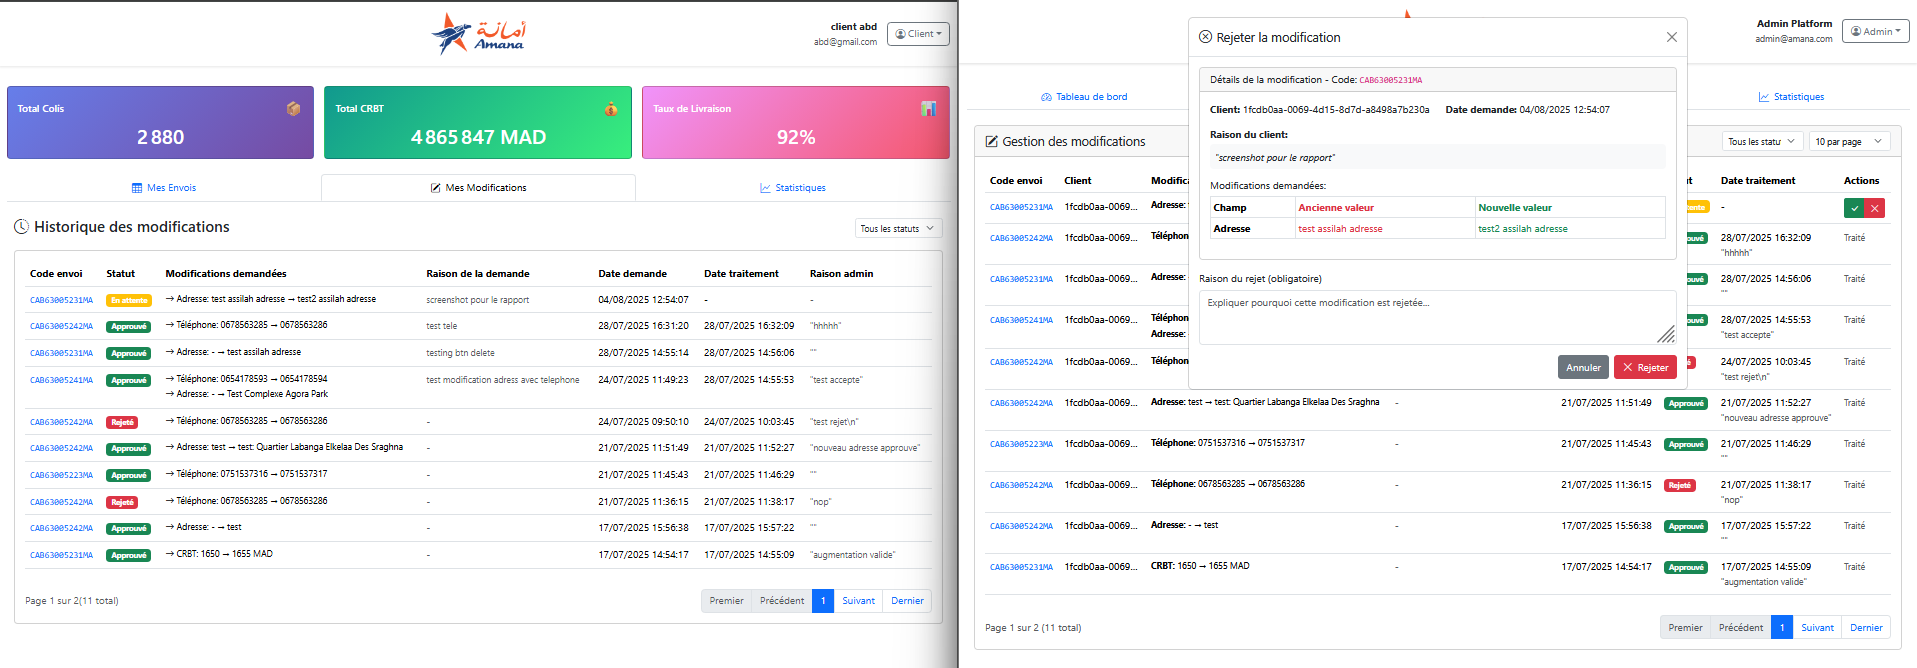 أمانة
Amana
client abd
abd@gmail.com
Client
Total Colis
2 880
Total CRBT
4 865 847 MAD
Taux de Livraison
92%
Mes Envois
Mes Modifications
Statistiques
Historique des modifications
Tous les statuts
Code envoi Statut Modifications demandées Raison de la demande Date demande Date traitement Raison admin
CAB63005231MA En attente → Adresse: test assilah adresse → test2 assilah adresse screenshot pour le rapport 04/08/2025 12:54:07 - -
CAB63005242MA Approuvé → Téléphone: 0678563285 → 0678563286 test tele 28/07/2025 16:31:20 28/07/2025 16:32:09 "hhhhh"
CAB63005231MA Approuvé → Adresse: - → test assilah adresse testing btn delete 28/07/2025 14:55:14 28/07/2025 14:56:06 ""
CAB63005241MA Approuvé → Téléphone: 0654178593 → 0654178594 test modification adress avec telephone 24/07/2025 11:49:23 28/07/2025 14:55:53 "test accepte"
→ Adresse: - → Test Complexe Agora Park
CAB63005242MA Rejeté → Téléphone: 0678563285 → 0678563286 - 24/07/2025 09:50:10 24/07/2025 10:03:45 "test rejet\n"
CAB63005242MA Approuvé → Adresse: test → test: Quartier Labanga Elkelaa Des Sraghna - 21/07/2025 11:51:49 21/07/2025 11:52:27 "nouveau adresse approuve"
CAB63005223MA Approuvé → Téléphone: 0751537316 → 0751537317 - 21/07/2025 11:45:43 21/07/2025 11:46:29 ""
CAB63005242MA Rejeté → Téléphone: 0678563285 → 0678563286 - 21/07/2025 11:36:15 21/07/2025 11:38:17 "nop"
CAB63005242MA Approuvé → Adresse: - → test - 17/07/2025 15:56:38 17/07/2025 15:57:22 ""
CAB63005231MA Approuvé → CRBT: 1650 → 1655 MAD - 17/07/2025 14:54:17 17/07/2025 14:55:09 "augmentation valide"
Page 1 sur 2(11 total)
Premier Précédent 1 Suivant Dernier
Admin Platform
admin@amana.com
Admin
Tableau de bord
Statistiques
Gestion des modifications
Tous les statu
10 par page
Rejeter la modification
Détails de la modification - Code: CAB63005231MA
Client: 1fcdb0aa-0069-4d15-8d7d-a8498a7b230a Date demande: 04/08/2025 12:54:07
Raison du client:
"screenshot pour le rapport"
Modifications demandées:
Champ Ancienne valeur Nouvelle valeur
Adresse test assilah adresse test2 assilah adresse
Raison du rejet (obligatoire)
Expliquer pourquoi cette modification est rejetée...
Annuler
Rejeter
Code envoi Client Modifica t Date traitement Actions
CAB63005231MA 1fcdb0aa-0069... Adresse: ente -
CAB63005242MA 1fcdb0aa-0069... Téléphon ouvé 28/07/2025 16:32:09 Traité
"hhhhh"
CAB63005231MA 1fcdb0aa-0069... Adresse: ouvé 28/07/2025 14:56:06 Traité
""
CAB63005241MA 1fcdb0aa-0069... Téléphon ouvé 28/07/2025 14:55:53 Traité
Adresse: "test accepte"
CAB63005242MA 1fcdb0aa-0069... Téléphon é 24/07/2025 10:03:45 Traité
"test rejet\n"
CAB63005242MA 1fcdb0aa-0069... Adresse: test → test: Quartier Labanga Elkelaa Des Sraghna - 21/07/2025 11:51:49 Approuvé 21/07/2025 11:52:27 Traité
"nouveau adresse approuve"
CAB63005223MA 1fcdb0aa-0069... Téléphone: 0751537316 → 0751537317 - 21/07/2025 11:45:43 Approuvé 21/07/2025 11:46:29 Traité
""
CAB63005242MA 1fcdb0aa-0069... Téléphone: 0678563285 → 0678563286 - 21/07/2025 11:36:15 Rejeté 21/07/2025 11:38:17 Traité
"nop"
CAB63005242MA 1fcdb0aa-0069... Adresse: - → test - 17/07/2025 15:56:38 Approuvé 17/07/2025 15:57:22 Traité
""
CAB63005231MA 1fcdb0aa-0069... CRBT: 1650 → 1655 MAD - 17/07/2025 14:54:17 Approuvé 17/07/2025 14:55:09 Traité
"augmentation valide"
Page 1 sur 2 (11 total)
Premier Précédent 1 Suivant Dernier